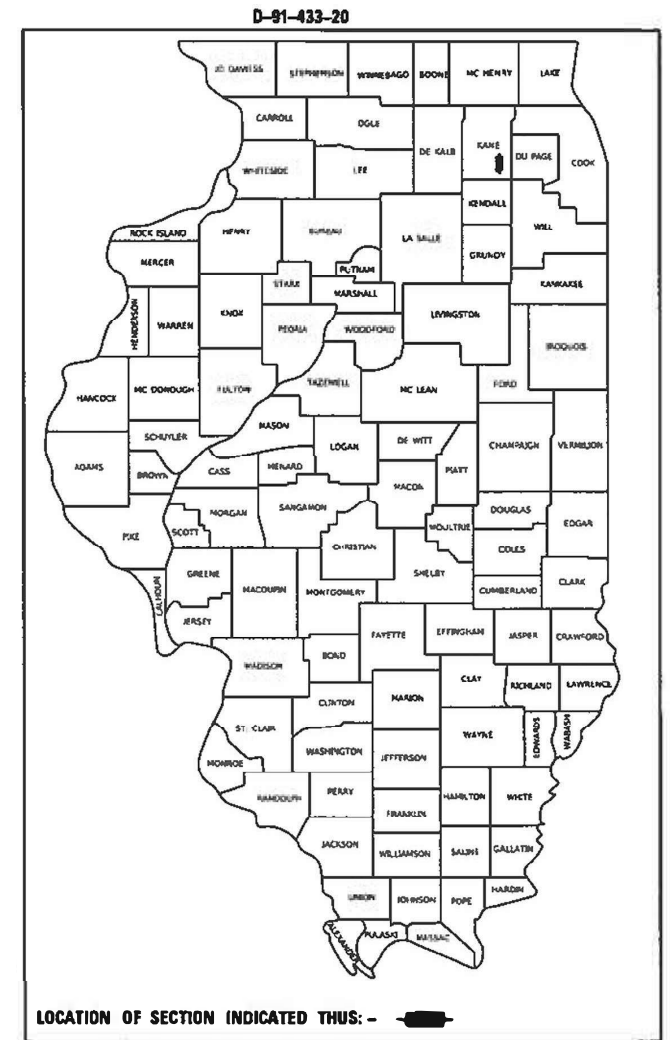 D-91-433-20
JO DAVIESS STEPHENSON WINNEBAGO BOONE MC HENRY LAKE
CARROLL OGLE DE KALB KANE DU PAGE COOK
WHITESIDE LEE
KENDALL
ROCK ISLAND HENRY BUREAU LA SALLE WILL
MERCER PUTNAM GRUNDY
STARK MARSHALL KANKAKEE
HENDERSON WARREN KNOX PEORIA WOODFORD LIVINGSTON
IROQUOIS
HANCOCK MC DONOUGH FULTON TAZEWELL MC LEAN FORD
MASON
SCHUYLER LOGAN DE WITT CHAMPAIGN VERMILION
ADAMS BROWN CASS MENARD PIATT
MACON
PIKE SCOTT MORGAN SANGAMON MOULTRIE DOUGLAS EDGAR
CHRISTIAN COLES
CALHOUN GREENE MACOUPIN MONTGOMERY SHELBY CUMBERLAND CLARK
JERSEY
FAYETTE EFFINGHAM JASPER CRAWFORD
MADISON BOND
CLAY RICHLAND LAWRENCE
CLINTON MARION
ST. CLAIR WAYNE EDWARDS WABASH
WASHINGTON JEFFERSON
MONROE
RANDOLPH PERRY HAMILTON WHITE
FRANKLIN
JACKSON WILLIAMSON SALINE GALLATIN
UNION JOHNSON POPE HARDIN
ALEXANDER PULASKI MASSAC
LOCATION OF SECTION INDICATED THUS: -